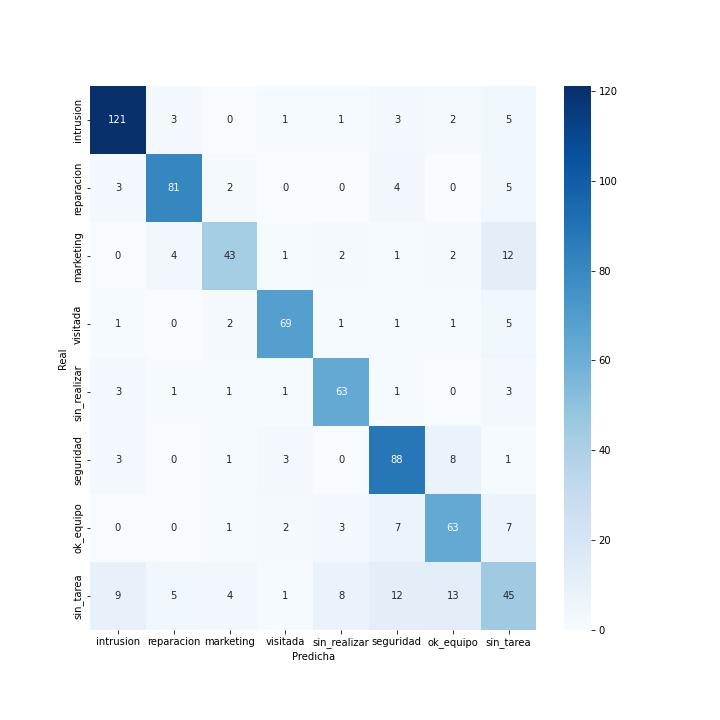 intrusion 121 3 0 1 1 3 2 5
reparacion 3 81 2 0 0 4 0 5
marketing 0 4 43 1 2 1 2 12
visitada 1 0 2 69 1 1 1 5
sin_realizar 3 1 1 1 63 1 0 3
seguridad 3 0 1 3 0 88 8 1
ok_equipo 0 0 1 2 3 7 63 7
sin_tarea 9 5 4 1 8 12 13 45
Real
intrusion reparacion marketing visitada sin_realizar seguridad ok_equipo sin_tarea
Predicha
120
100
80
60
40
20
0